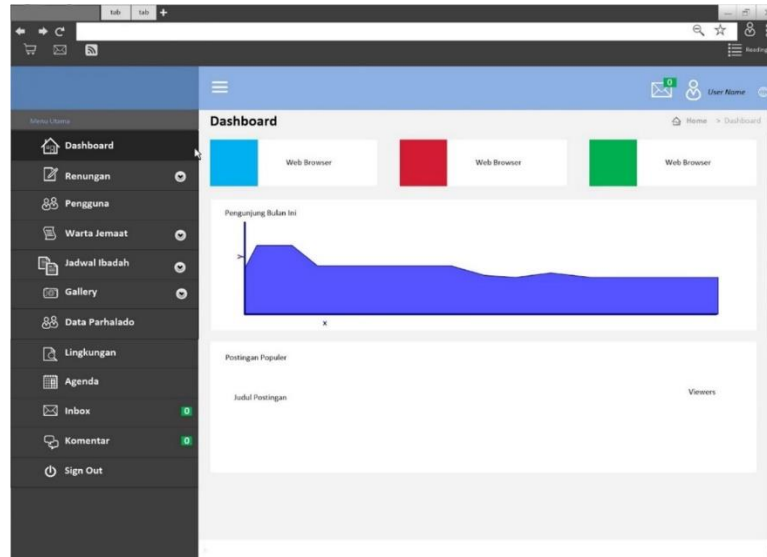 tab tab
Reading
User Name
0
Menu Utama
Dashboard
Renungan
Pengguna
Warta Jemaat
Jadwal Ibadah
Gallery
Data Parhalado
Lingkungan
Agenda
Inbox 0
Komentar 0
Sign Out
Dashboard
Home > Dashboard
Web Browser
Web Browser
Web Browser
Pengunjung Bulan Ini
Y
x
Postingan Populer
Judul Postingan Viewers